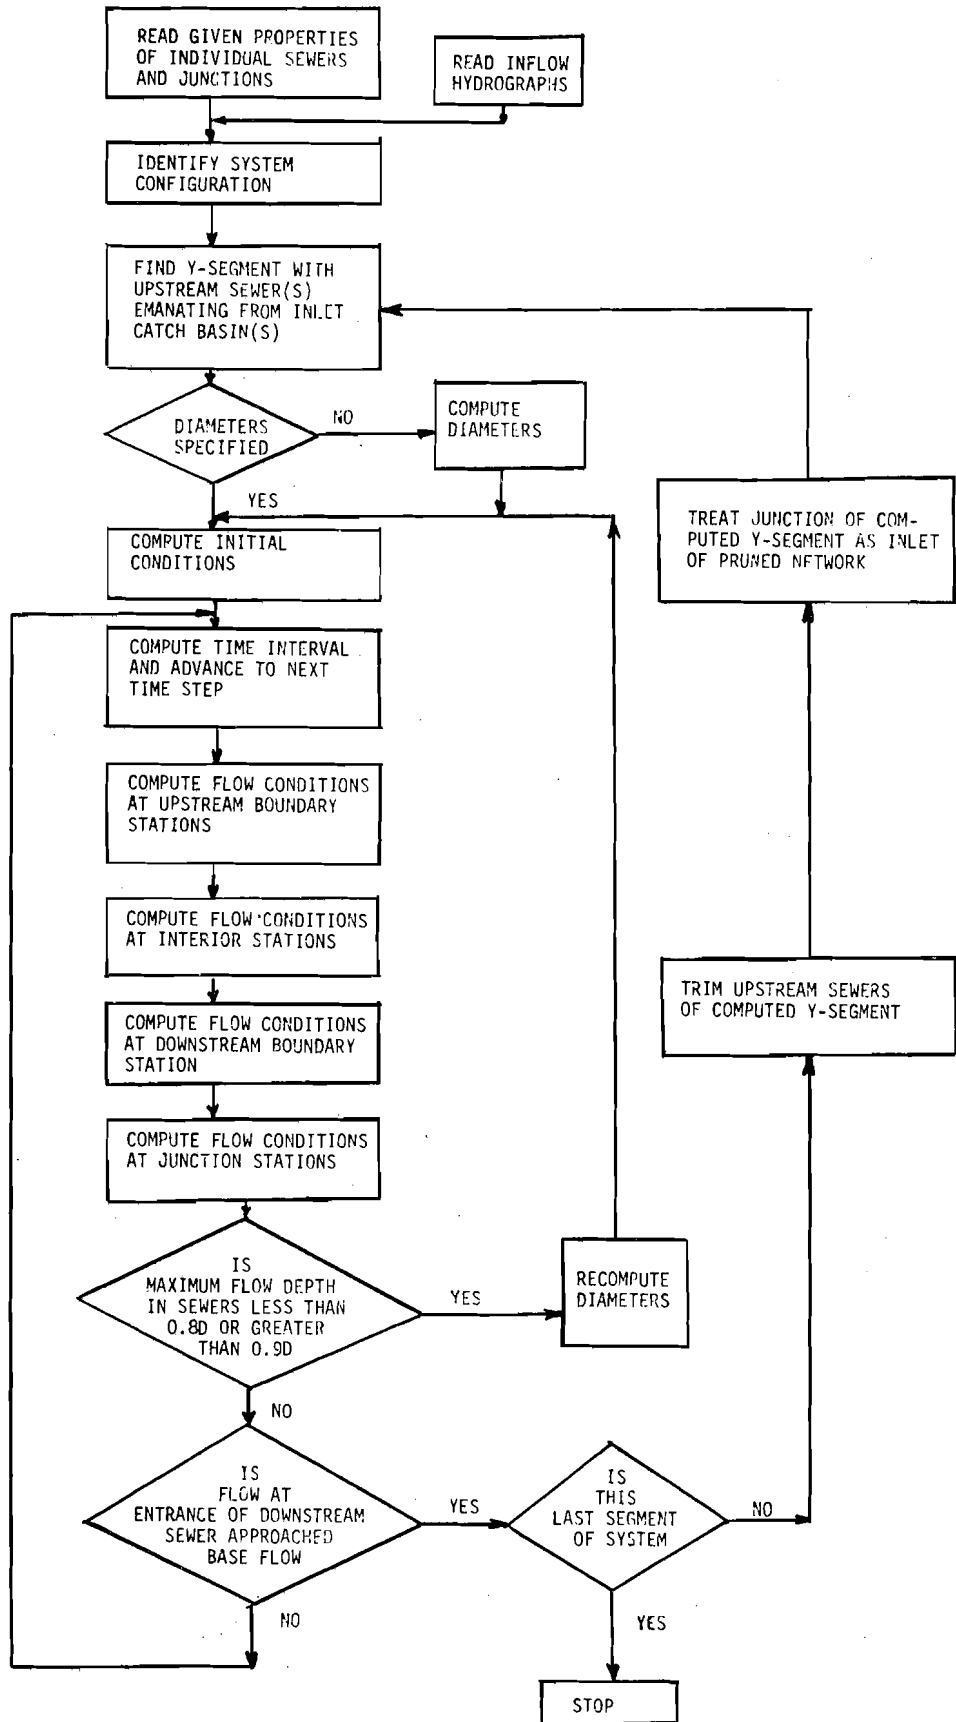 READ GIVEN PROPERTIES
OF INDIVIDUAL SEWERS
AND JUNCTIONS
READ INFLOW
HYDROGRAPHS
IDENTIFY SYSTEM
CONFIGURATION
FIND Y-SEGMENT WITH
UPSTREAM SEWER(S)
EMANATING FROM INLET
CATCH BASIN(S)
DIAMETERS
SPECIFIED
NO
COMPUTE
DIAMETERS
YES
COMPUTE INITIAL
CONDITIONS
TREAT JUNCTION OF COM-
PUTED Y-SEGMENT AS INLET
OF PRUNED NETWORK
COMPUTE TIME INTERVAL
AND ADVANCE TO NEXT
TIME STEP
COMPUTE FLOW CONDITIONS
AT UPSTREAM BOUNDARY
STATIONS
COMPUTE FLOW CONDITIONS
AT INTERIOR STATIONS
TRIM UPSTREAM SEWERS
OF COMPUTED Y-SEGMENT
COMPUTE FLOW CONDITIONS
AT DOWNSTREAM BOUNDARY
STATION
COMPUTE FLOW CONDITIONS
AT JUNCTION STATIONS
IS
MAXIMUM FLOW DEPTH
IN SEWERS LESS THAN
0.8D OR GREATER
THAN 0.9D
YES
RECOMPUTE
DIAMETERS
NO
IS
FLOW AT
ENTRANCE OF DOWNSTREAM
SEWER APPROACHED
BASE FLOW
YES
IS
THIS
LAST SEGMENT
OF SYSTEM
NO
NO
YES
STOP